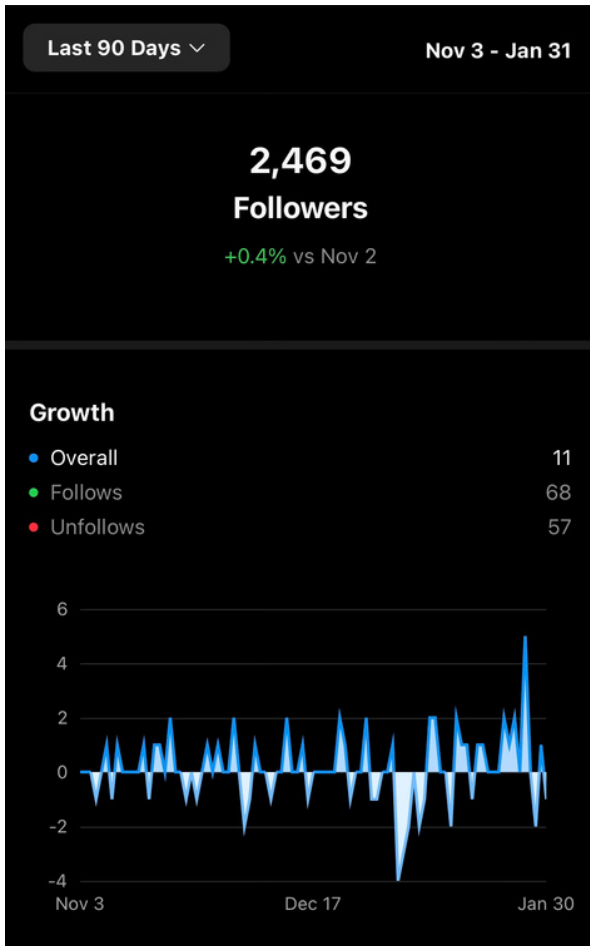 Last 90 Days
Nov 3 - Jan 31
2,469
Followers
+0.4% vs Nov 2
Growth
Overall 11
Follows 68
Unfollows 57
6
4
2
0
-2
-4
Nov 3 Dec 17 Jan 30